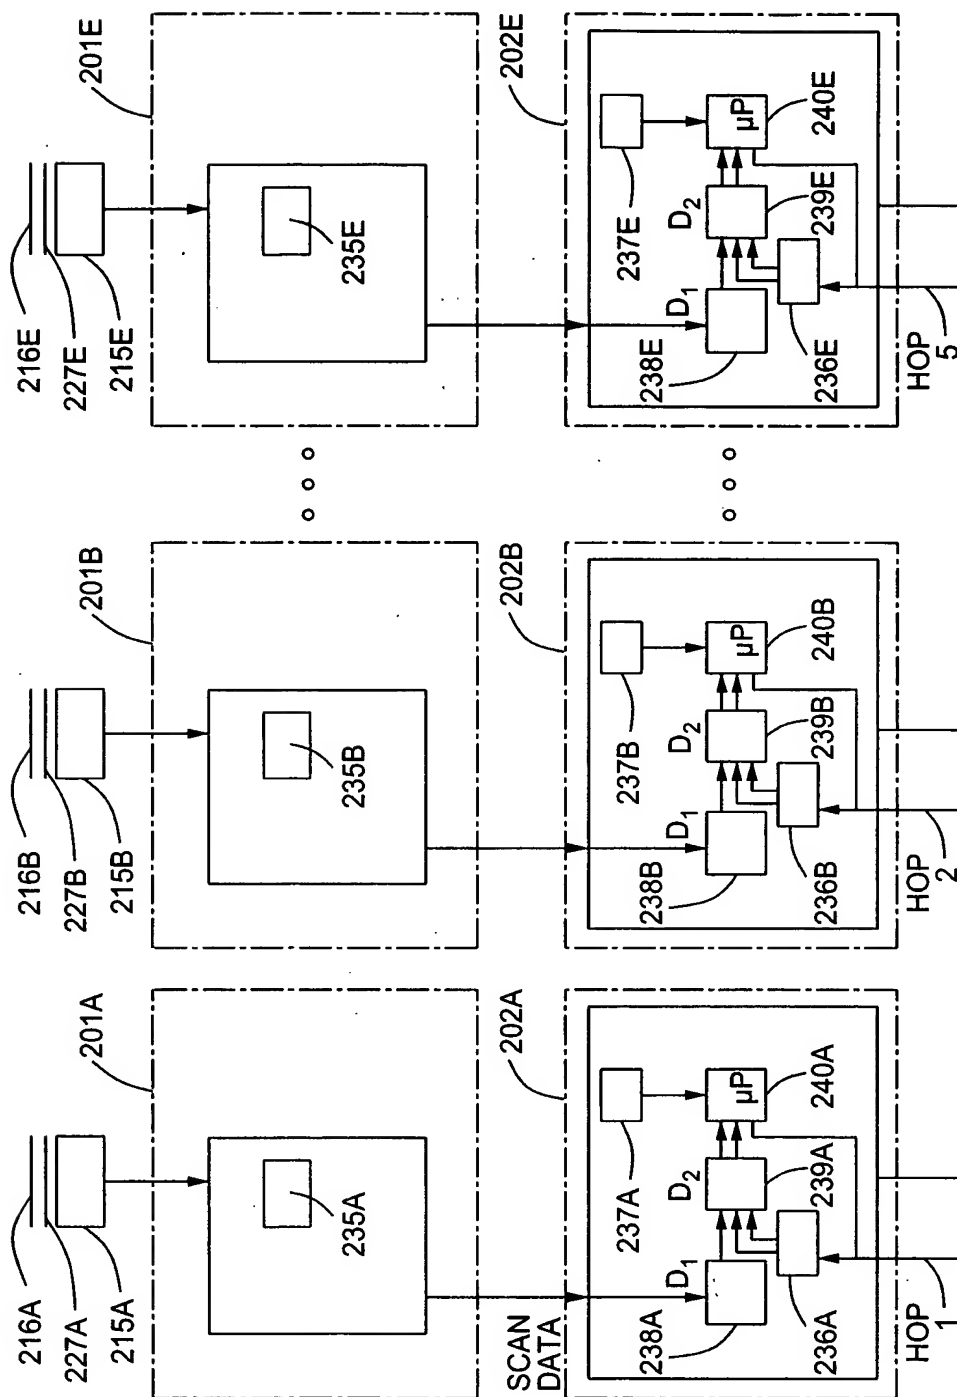 216A
227A
215A
201A
235A
SCAN
DATA
202A
237A
μP
240A
D2
239A
D1
238A
236A
HOP
1
216B
227B
215B
201B
235B
202B
237B
μP
240B
D2
239B
D1
238B
236B
HOP
2
216E
227E
215E
201E
235E
202E
237E
μP
240E
D2
239E
D1
238E
236E
HOP
5